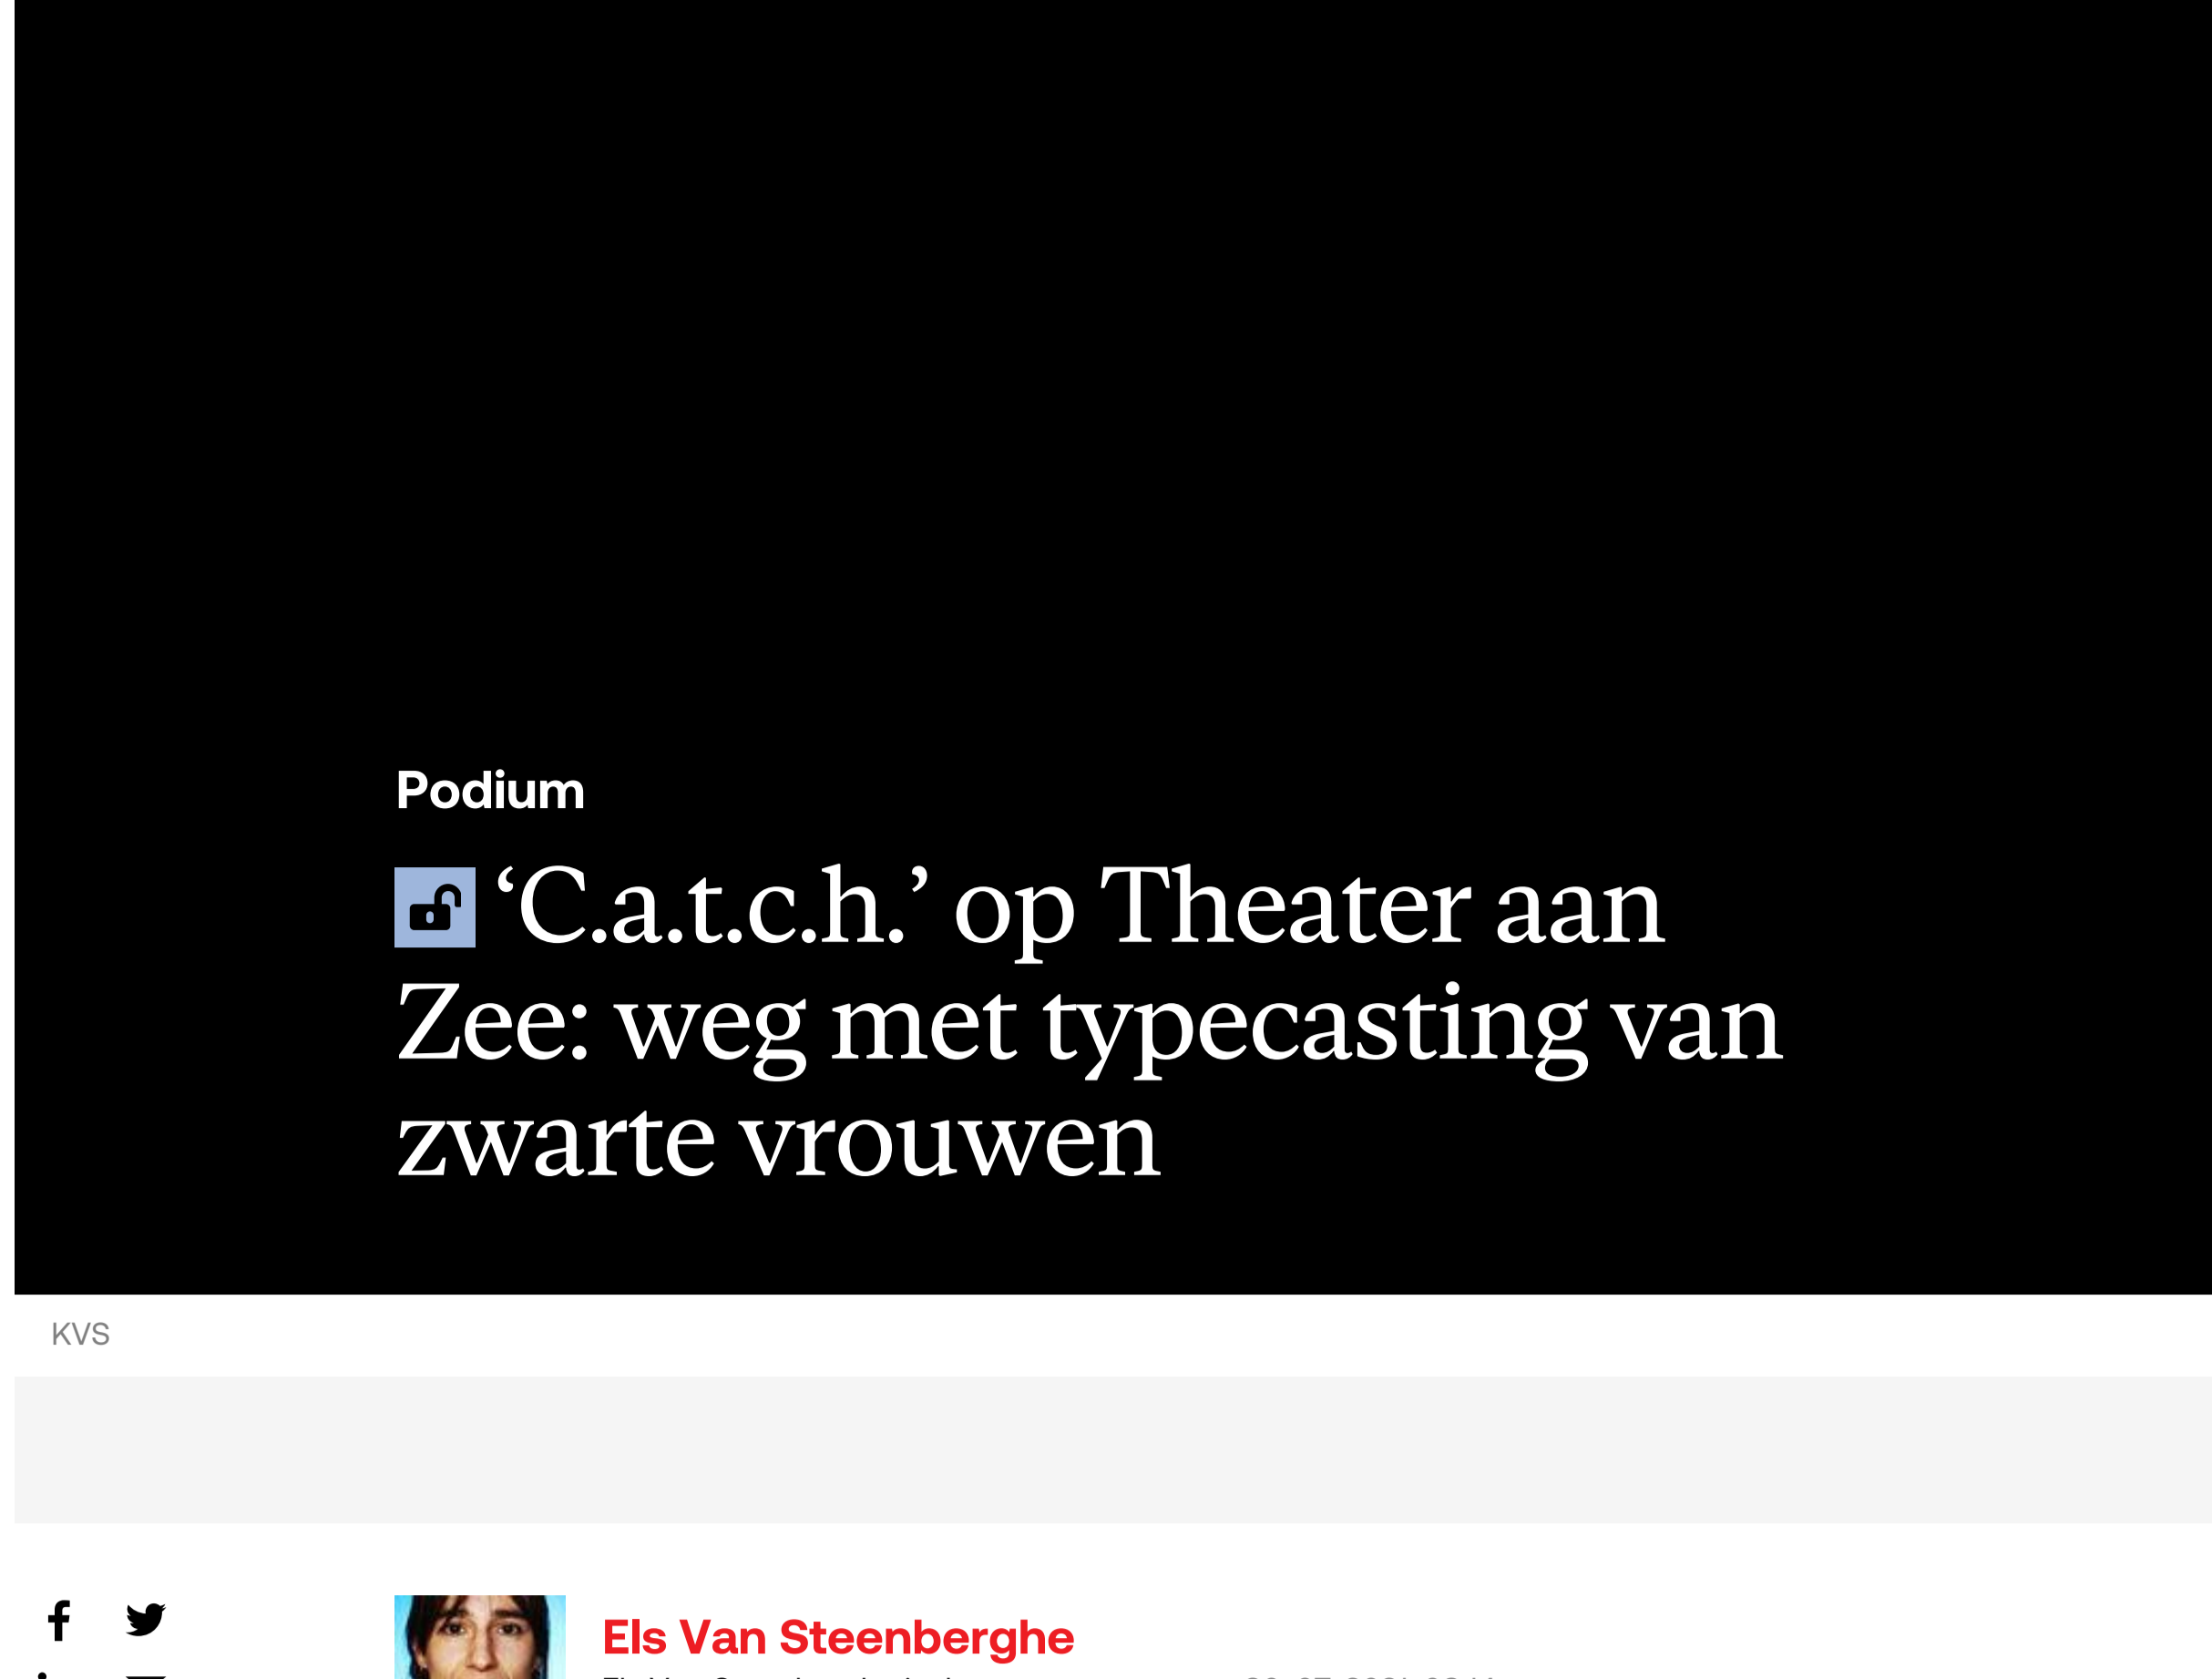 Podium
‘C.a.t.c.h.’ op Theater aan
Zee: weg met typecasting van
zwarte vrouwen
KVS
Els Van Steenberghe